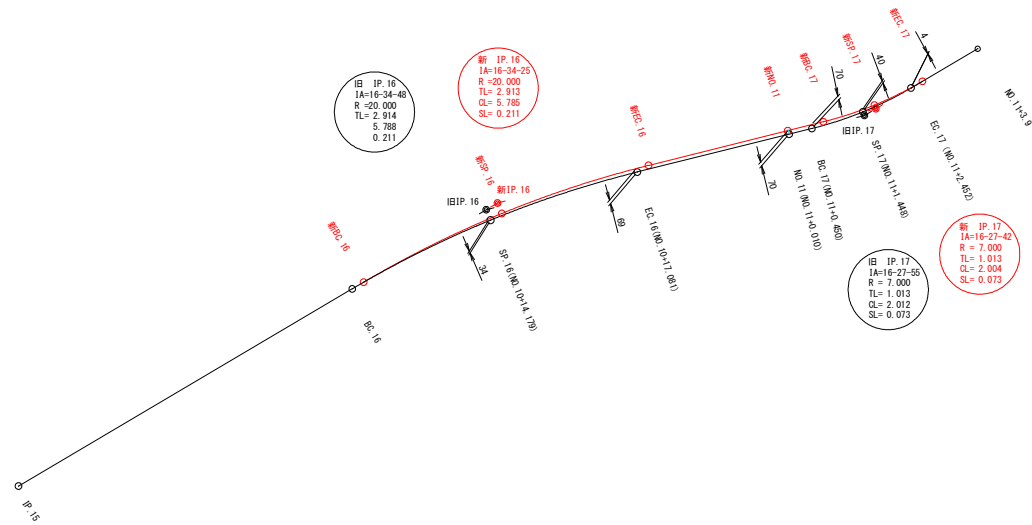 旧 IP.16
IA=16-34-48
R =20.000
TL= 2.914
5.788
0.211
新 IP.16
IA=16-34-25
R =20.000
TL= 2.913
CL= 5.785
SL= 0.211
新EC.17
4
新SP.17
40
新BC.17
70
新NO.11
新EC.16
NO.11+3.9
旧IP.17
EC.17 (NO.11+2.452)
SP.17(NO.11+1.448)
BC.17(NO.11+0.450)
NO.11(NO.11+0.010)
70
新SP.16
新IP.16
旧IP.16
69
EC.16(NO.10+17.081)
新BC.16
34
SP.16(NO.10+14.179)
BC.16
新 IP.17
IA=16-27-42
R = 7.000
TL= 1.013
CL= 2.004
SL= 0.073
旧 IP.17
IA=16-27-55
R = 7.000
TL= 1.013
CL= 2.012
SL= 0.073
IP.15